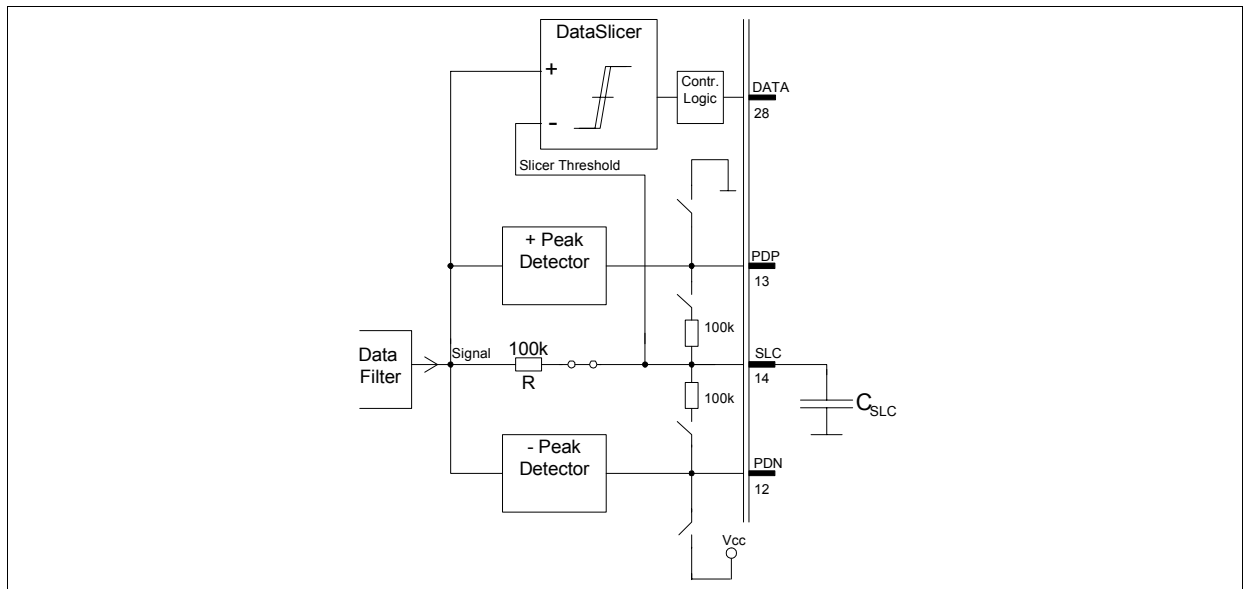 DataSlicer
+
-
Contr.
Logic
DATA
28
Slicer Threshold
+ Peak
Detector
PDP
13
100k
Data
Filter
Signal
100k
R
SLC
14
CSLC
100k
- Peak
Detector
PDN
12
Vcc